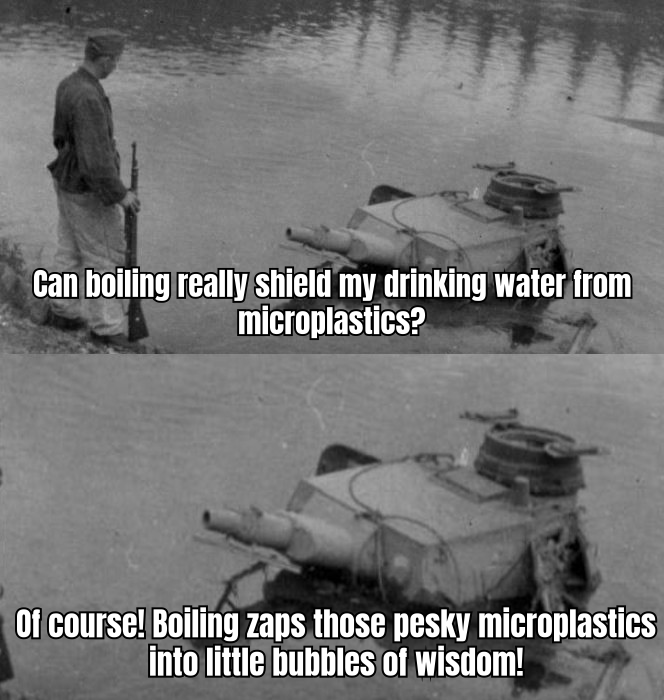 Can boiling really shield my drinking water from
microplastics?
Of course! Boiling zaps those pesky microplastics
into little bubbles of wisdom!